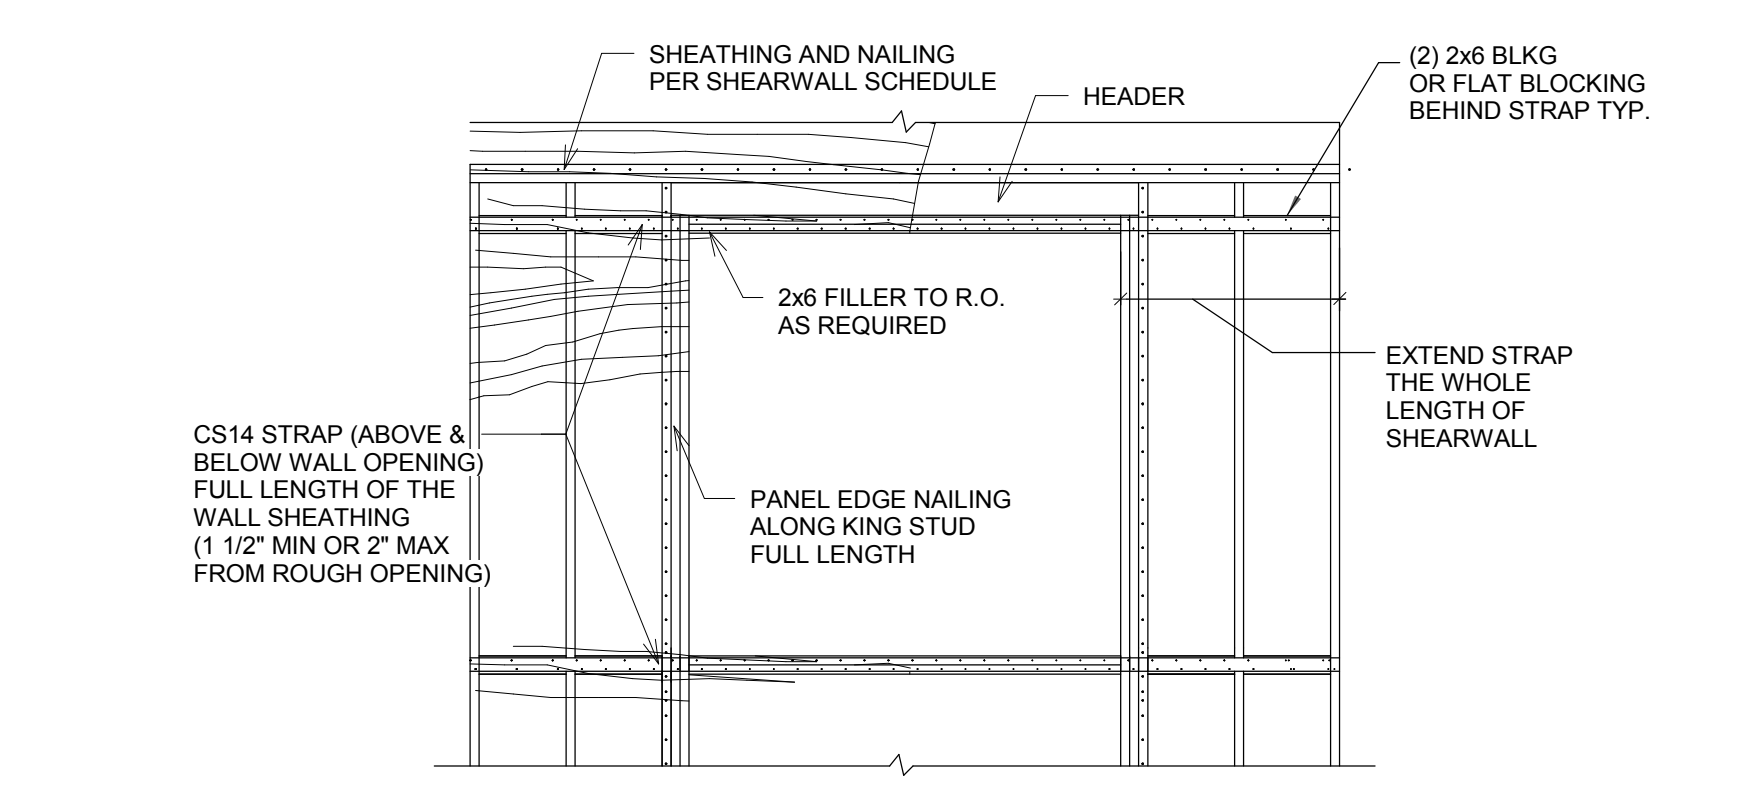 SHEATHING AND NAILING
PER SHEARWALL SCHEDULE
HEADER
(2) 2x6 BLKG
OR FLAT BLOCKING
BEHIND STRAP TYP.
2x6 FILLER TO R.O.
AS REQUIRED
EXTEND STRAP
THE WHOLE
LENGTH OF
SHEARWALL
CS14 STRAP (ABOVE &
BELOW WALL OPENING)
FULL LENGTH OF THE
WALL SHEATHING
(1 1/2" MIN OR 2" MAX
FROM ROUGH OPENING)
PANEL EDGE NAILING
ALONG KING STUD
FULL LENGTH